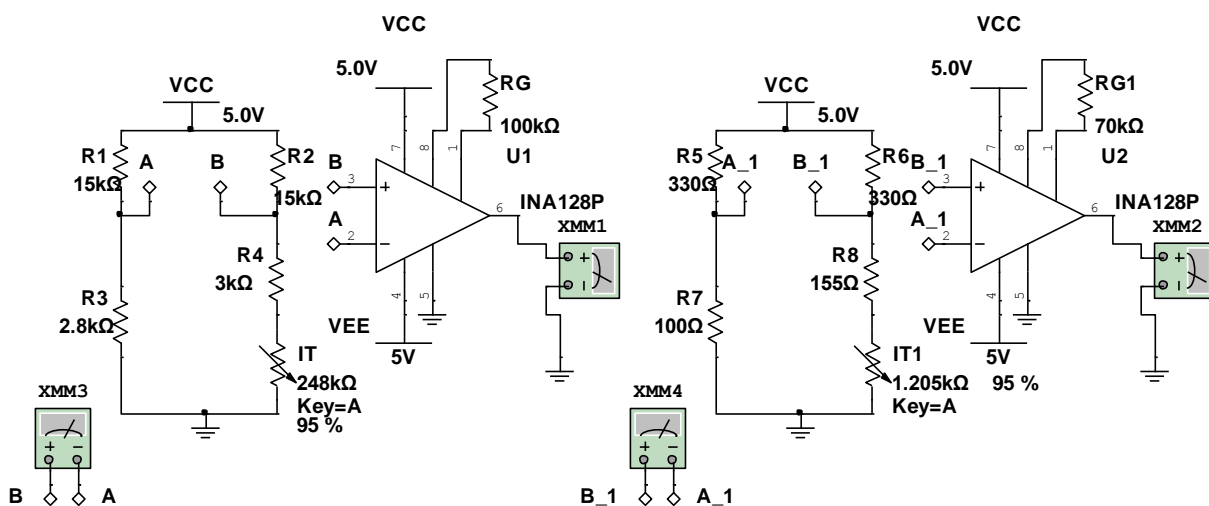 VCC
5.0V
VCC
5.0V
R1
15kΩ
A
B
R2
15kΩ
R3
2.8kΩ
R4
3kΩ
IT
248kΩ
Key=A
95 %
XMM3
B
A
B
A
3
2
7
8
1
6
4
5
RG
100kΩ
U1
INA128P
XMM1
VEE
5V
VCC
5.0V
VCC
R5
330Ω
A_1
B_1
R6
330Ω
R7
100Ω
R8
155Ω
IT1
1.205kΩ
Key=A
95 %
XMM4
B_1
A_1
5.0V
B_1
A_1
3
2
7
8
1
6
4
5
RG1
70kΩ
U2
INA128P
XMM2
VEE
5V